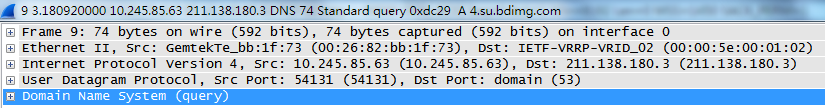 9 3.180920000 10.245.85.63 211.138.180.3 DNS 74 Standard query 0xdc29 A 4.su.bdimg.com
Frame 9: 74 bytes on wire (592 bits), 74 bytes captured (592 bits) on interface 0
Ethernet II, Src: GemtekTe_bb:1f:73 (00:26:82:bb:1f:73), Dst: IETF-VRRP-VRID_02 (00:00:5e:00:01:02)
Internet Protocol Version 4, Src: 10.245.85.63 (10.245.85.63), Dst: 211.138.180.3 (211.138.180.3)
User Datagram Protocol, Src Port: 54131 (54131), Dst Port: domain (53)
Domain Name System (query)